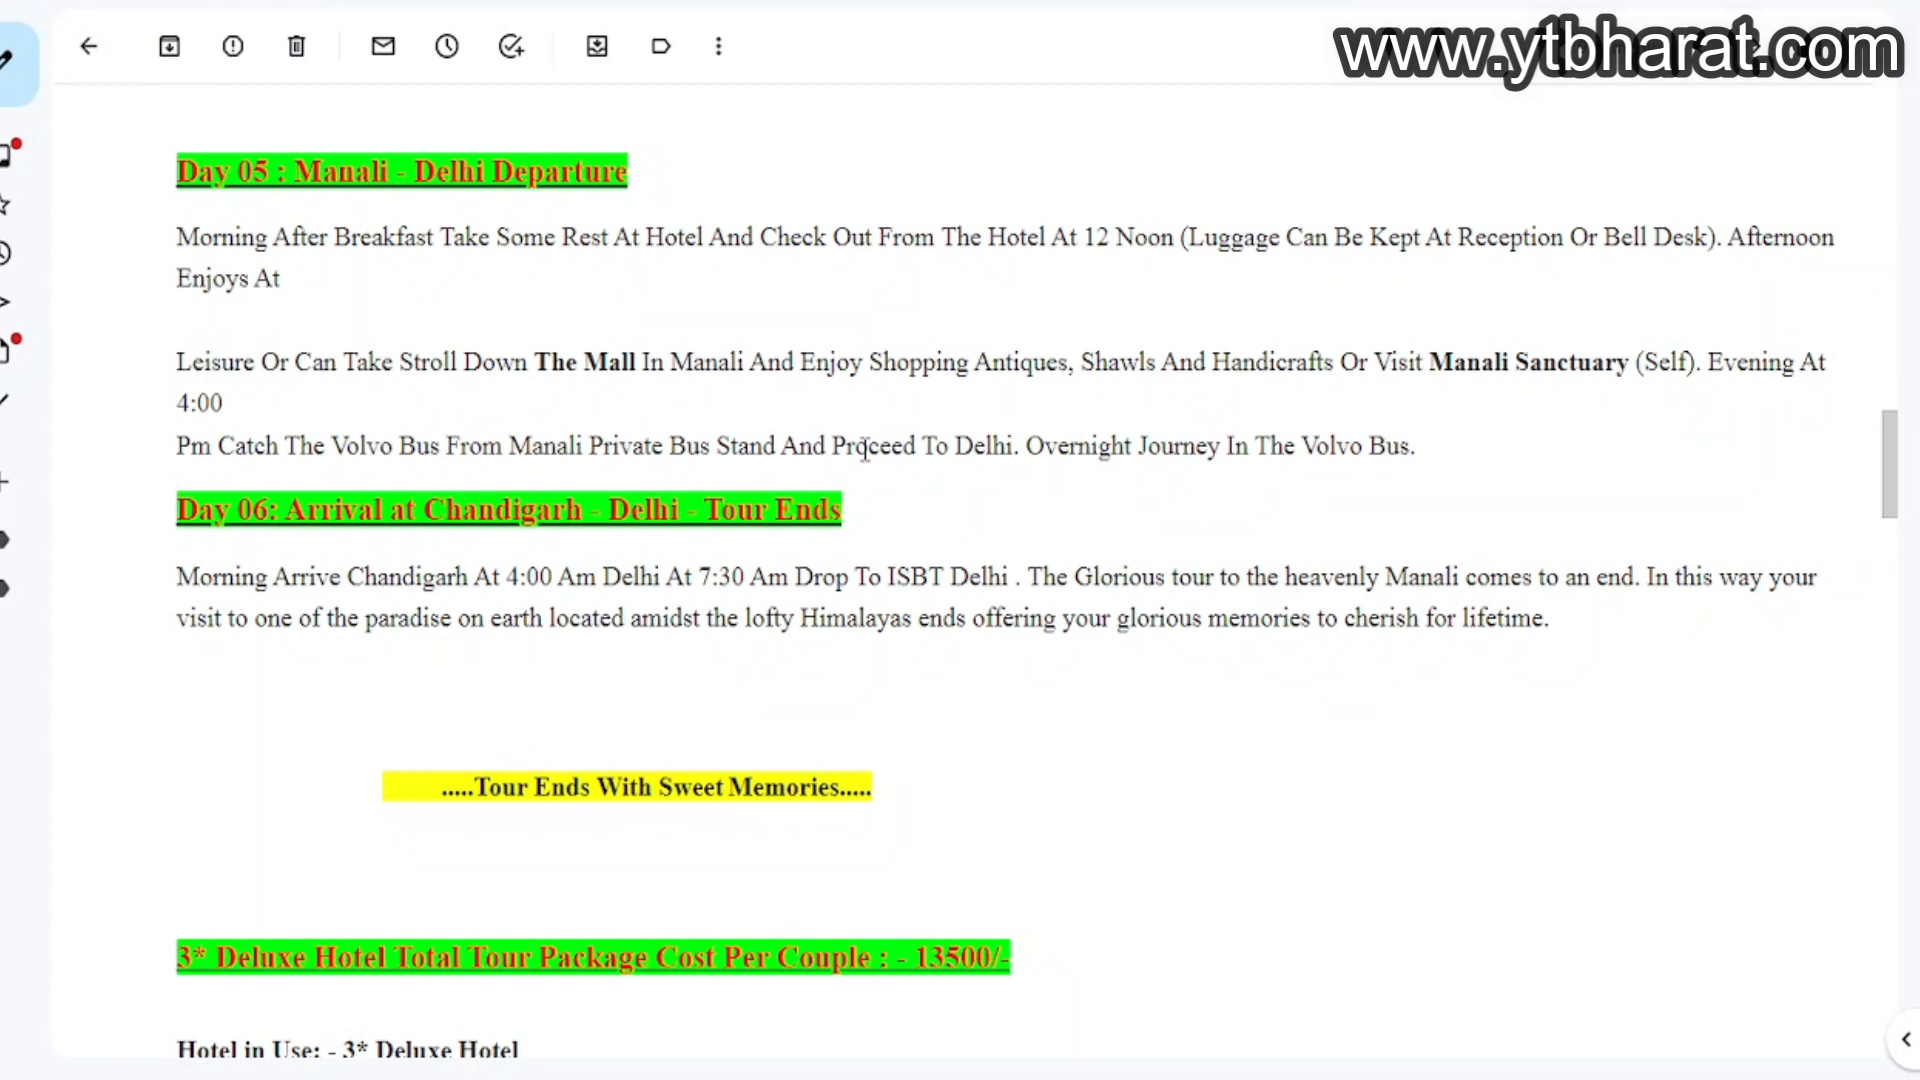 www.ytbharat.com
Day 05 : Manali - Delhi Departure
Morning After Breakfast Take Some Rest At Hotel And Check Out From The Hotel At 12 Noon (Luggage Can Be Kept At Reception Or Bell Desk). Afternoon
Enjoys At
Leisure Or Can Take Stroll Down The Mall In Manali And Enjoy Shopping Antiques, Shawls And Handicrafts Or Visit Manali Sanctuary (Self). Evening At
4:00
Pm Catch The Volvo Bus From Manali Private Bus Stand And Proceed To Delhi. Overnight Journey In The Volvo Bus.
Day 06: Arrival at Chandigarh - Delhi - Tour Ends
Morning Arrive Chandigarh At 4:00 Am Delhi At 7:30 Am Drop To ISBT Delhi . The Glorious tour to the heavenly Manali comes to an end. In this way your
visit to one of the paradise on earth located amidst the lofty Himalayas ends offering your glorious memories to cherish for lifetime.
.....Tour Ends With Sweet Memories.....
3* Deluxe Hotel Total Tour Package Cost Per Couple : - 13500/-
Hotel in Use: - 3* Deluxe Hotel